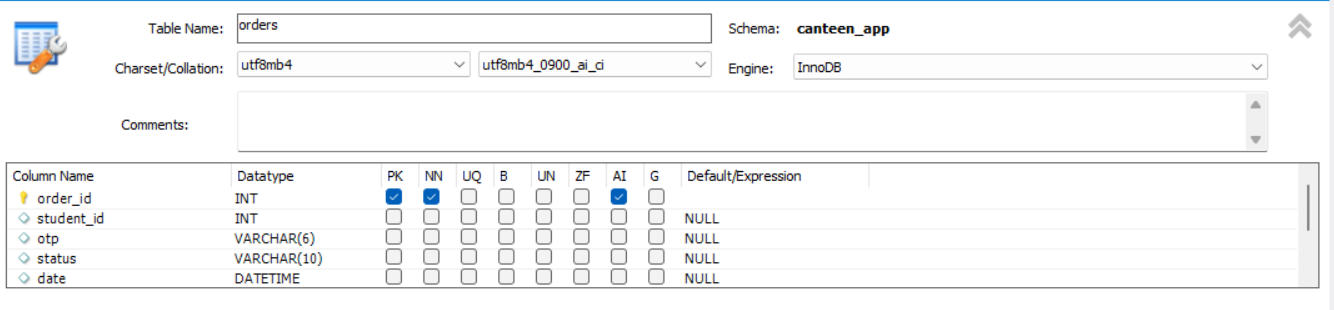 Table Name: orders Schema: canteen_app
Charset/Collation: utf8mb4 utf8mb4_0900_ai_ci Engine: InnoDB
Comments:
Column Name Datatype PK NN UQ B UN ZF AI G Default/Expression
order_id INT
student_id INT NULL
otp VARCHAR(6) NULL
status VARCHAR(10) NULL
date DATETIME NULL